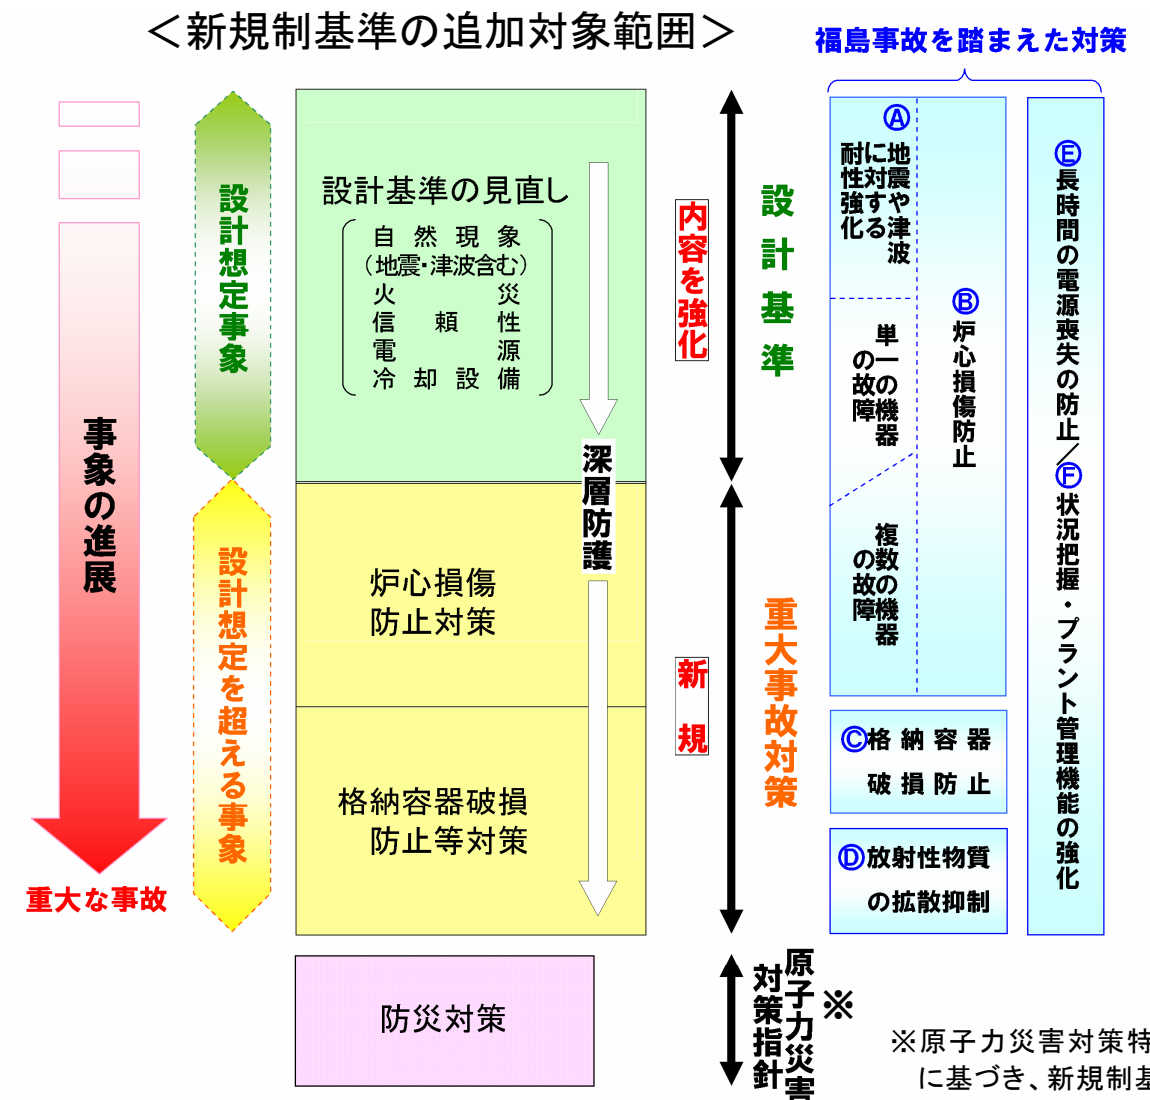 ＜新規制基準の追加対象範囲＞
福島事故を踏まえた対策
事象の進展
重大な事故
設計想定事象
設計想定を超える事象
設計基準の見直し
自然現象
（地震・津波含む）
火災
信頼性
電源
冷却設備
深層防護
炉心損傷
防止対策
格納容器破損
防止等対策
防災対策
内容を強化
新規
設計基準
重大事故対策
原子力災害
対策指針
※
Ⓐ
地震や津波
に対する
耐性強化
単一の機器
の故障
複数の機器
の故障
Ⓑ炉心損傷防止
Ⓒ格納容器
破損防止
Ⓓ放射性物質
の拡散抑制
Ⓔ長時間の電源喪失の防止／Ⓕ状況把握・プラント管理機能の強化
※原子力災害対策特
に基づき、新規制基